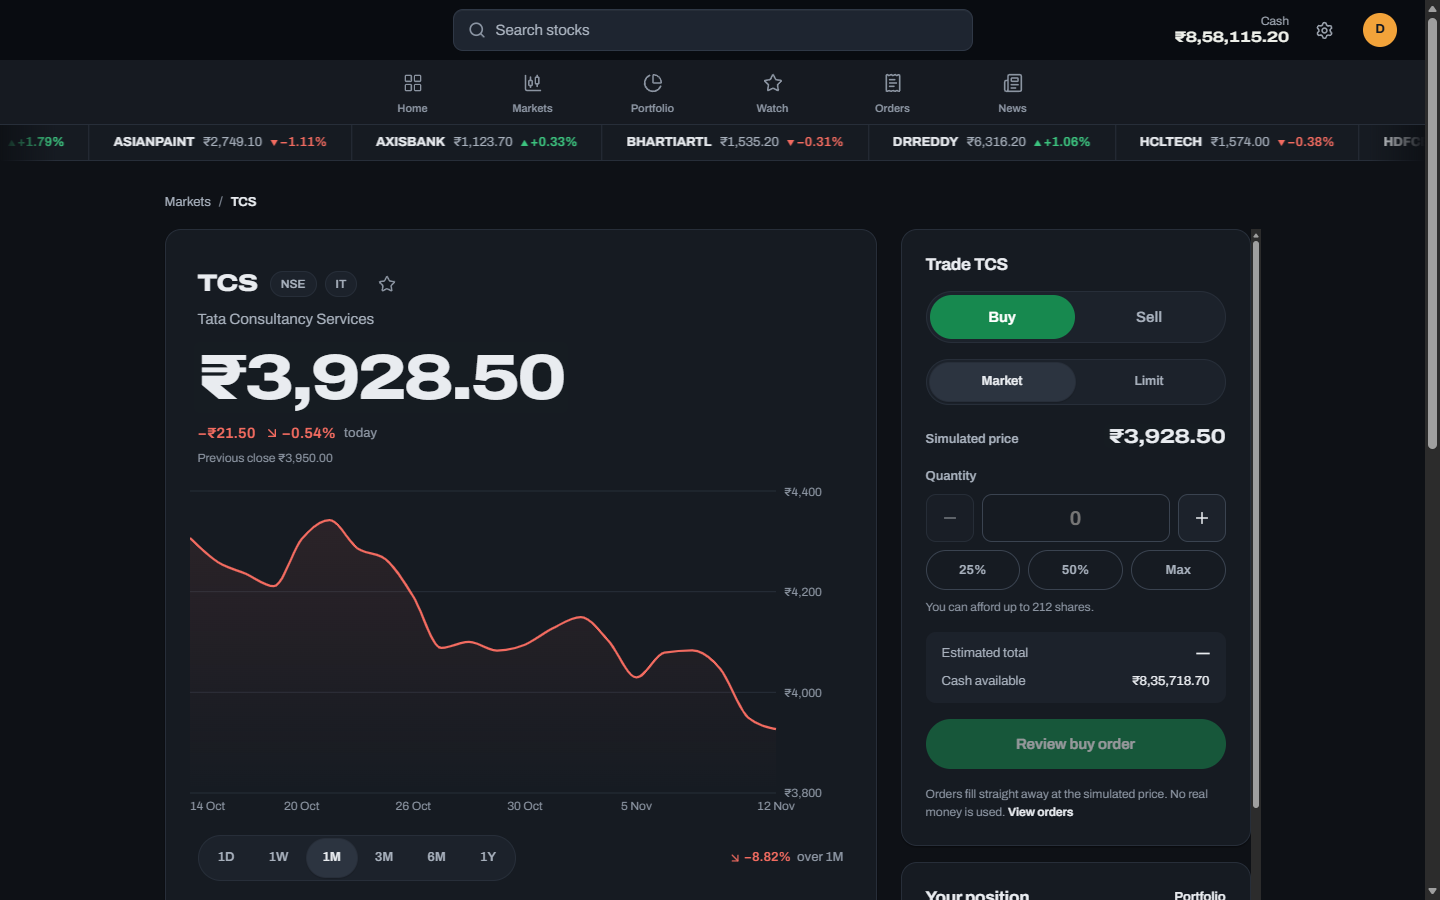 Search stocks
Cash
₹8,58,115.20
D
Home
Markets
Portfolio
Watch
Orders
News
▲+1.79%
ASIANPAINT ₹2,749.10 ▼−1.11%
AXISBANK ₹1,123.70 ▲+0.33%
BHARTIARTL ₹1,535.20 ▼−0.31%
DRREDDY ₹6,316.20 ▲+1.06%
HCLTECH ₹1,574.00 ▼−0.38%
Markets / TCS
TCS NSE IT
Tata Consultancy Services
₹3,928.50
−₹21.50 ↘ −0.54% today
Previous close ₹3,950.00
₹4,400
₹4,200
₹4,000
₹3,800
14 Oct 20 Oct 26 Oct 30 Oct 5 Nov 12 Nov
1D 1W 1M 3M 6M 1Y
↘ −8.82% over 1M
Trade TCS
Buy Sell
Market Limit
Simulated price ₹3,928.50
Quantity
− 0 +
25% 50% Max
You can afford up to 212 shares.
Estimated total —
Cash available ₹8,35,718.70
Review buy order
Orders fill straight away at the simulated price. No real
money is used. View orders
Your position Portfolio